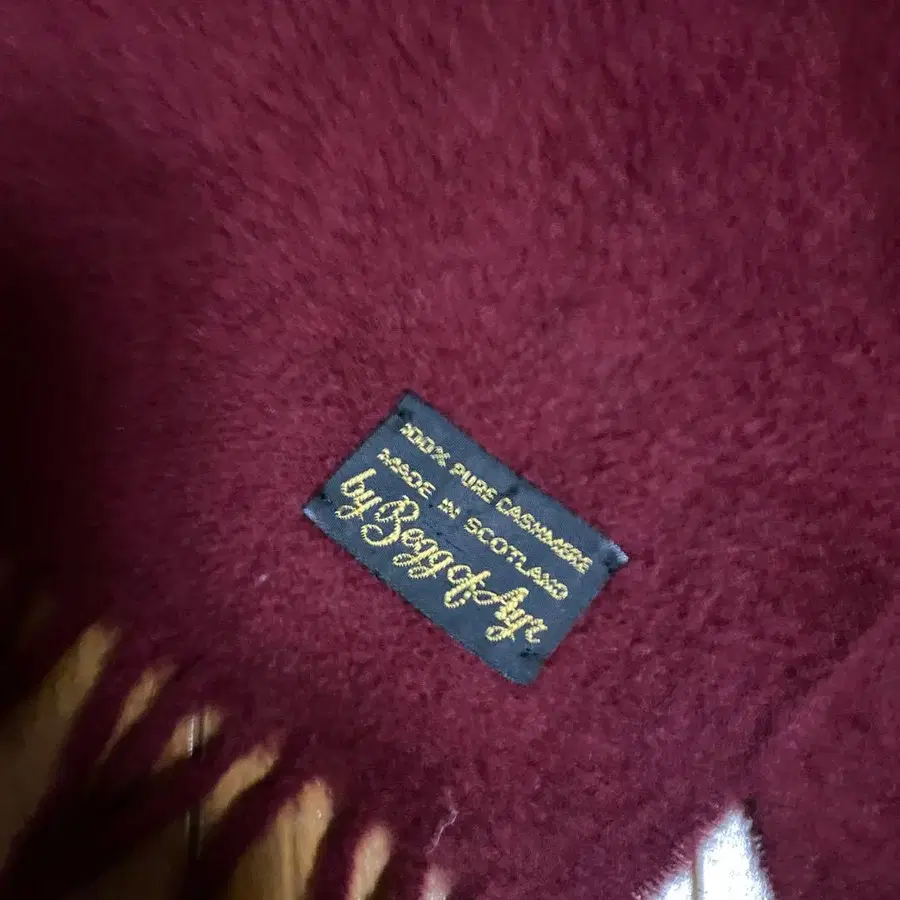 100% PURE CASHMERE
MADE IN SCOTLAND
by Begg of Ayr